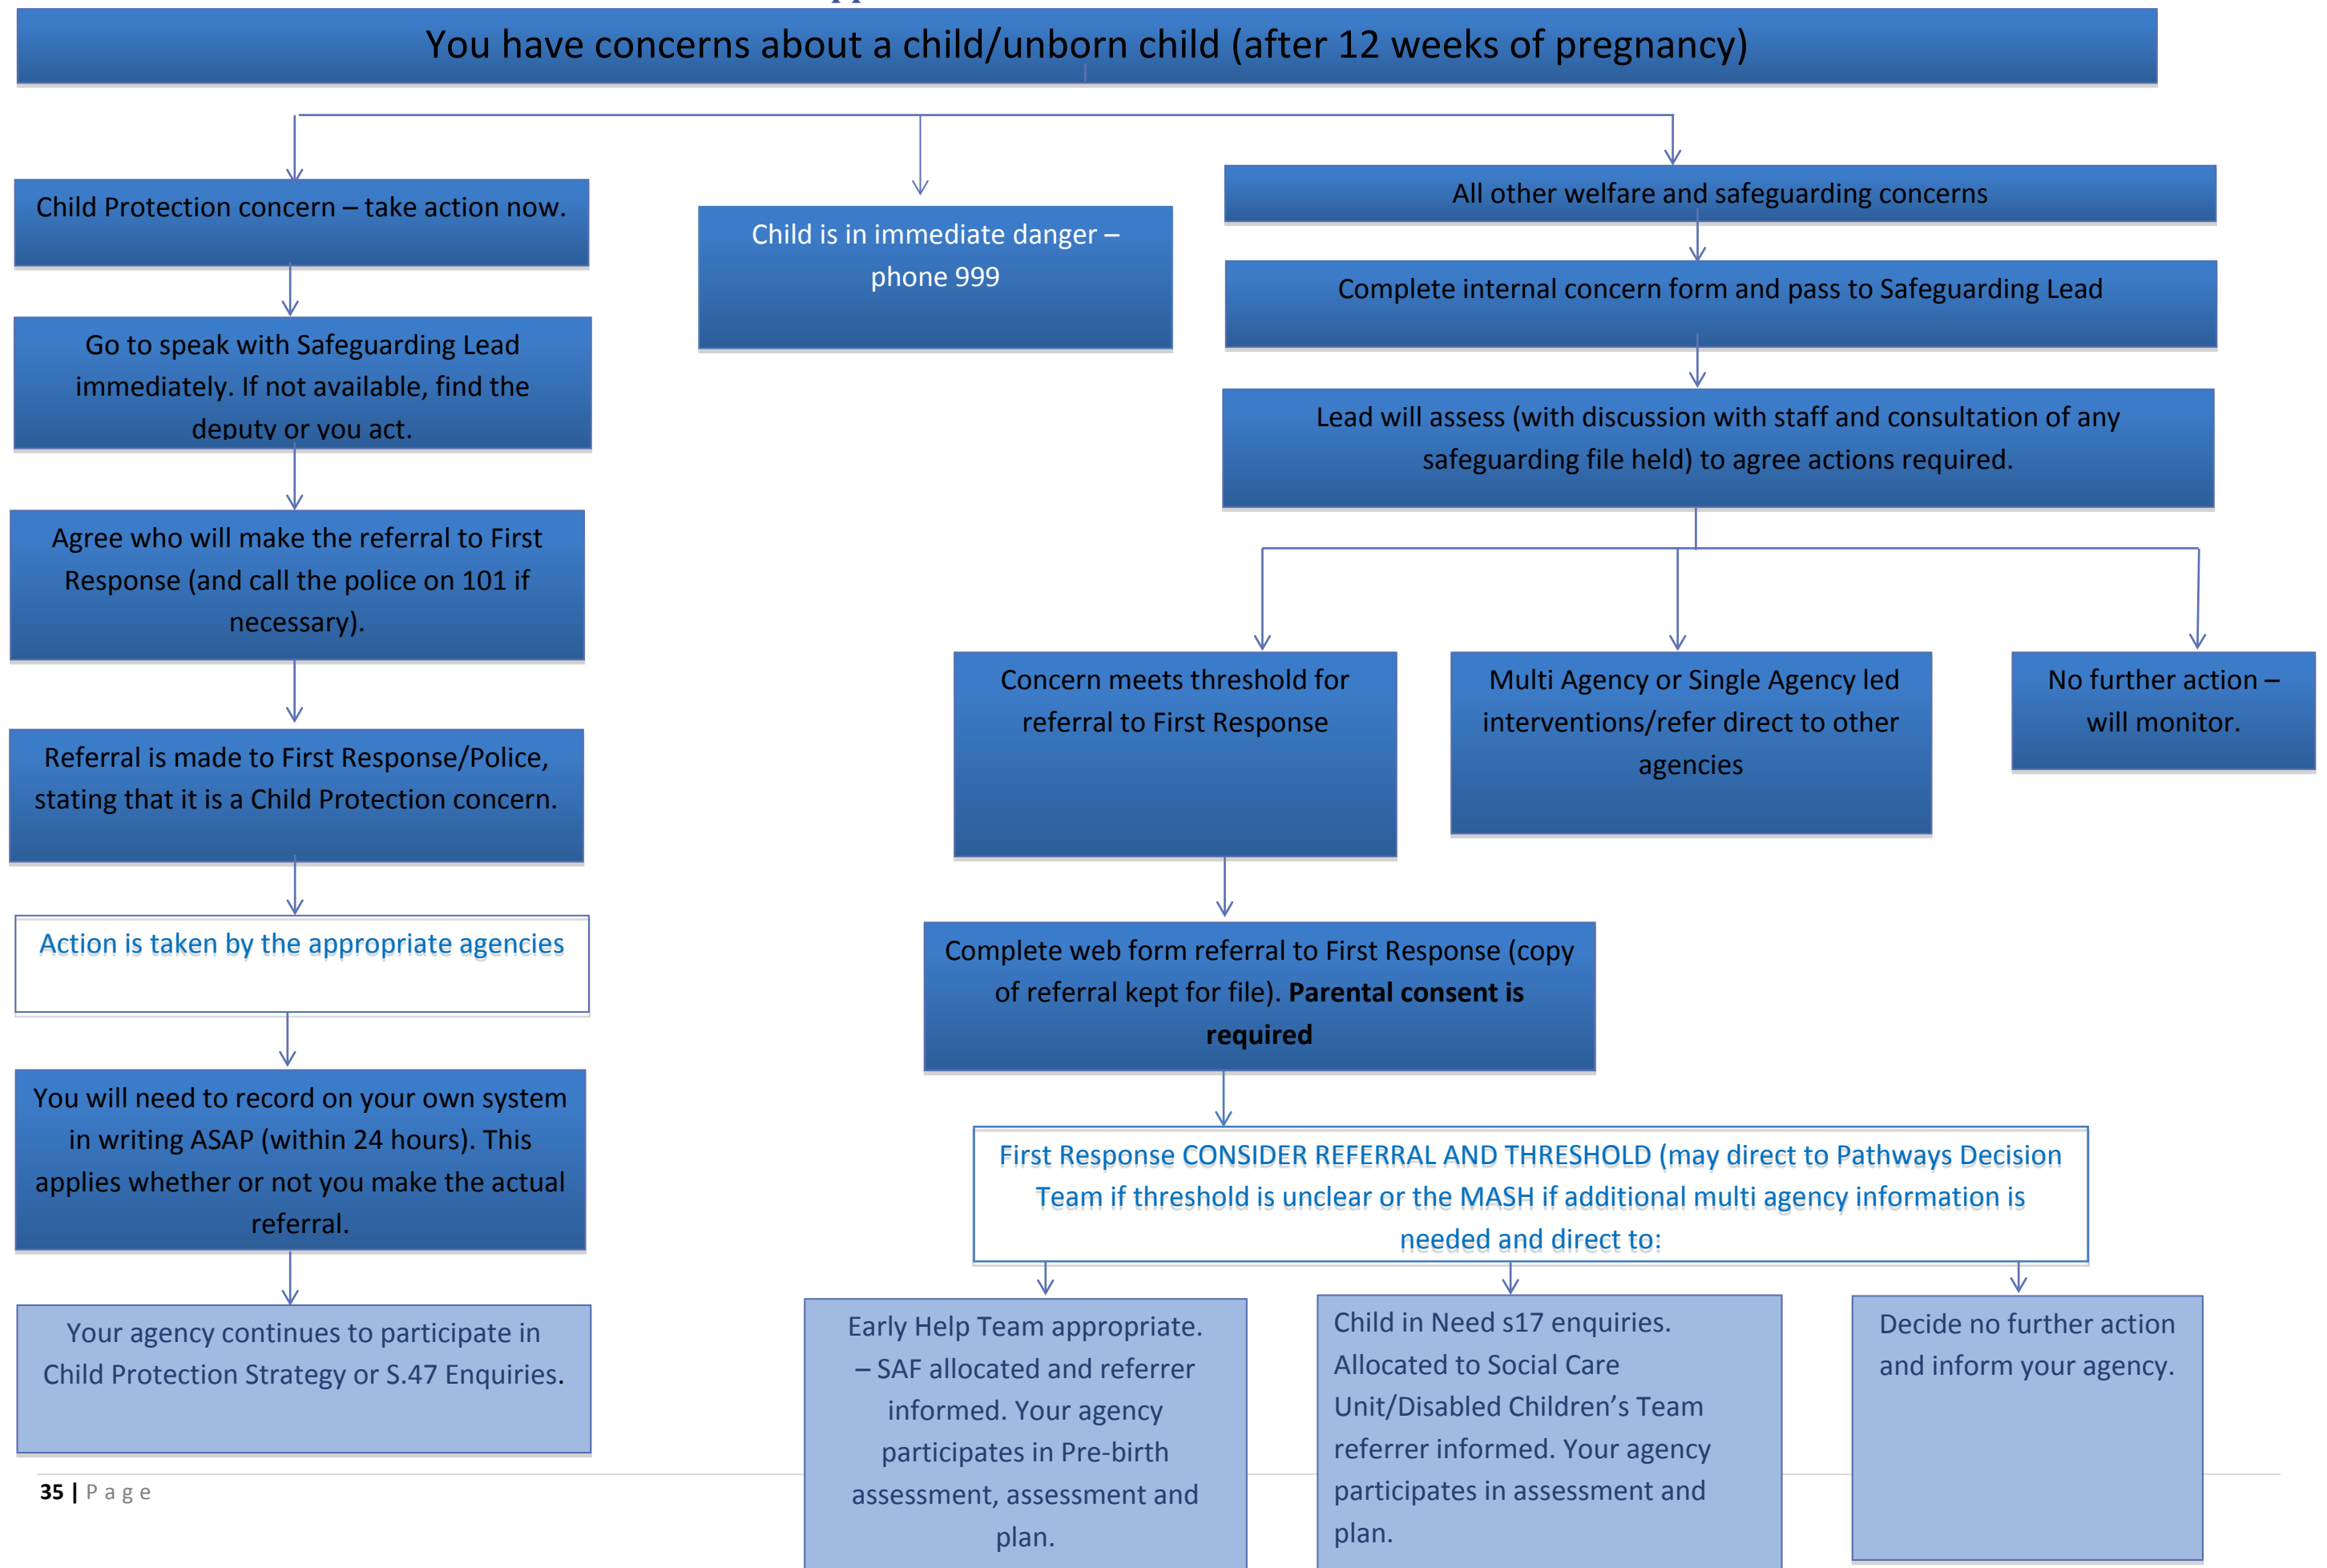 You have concerns about a child/unborn child (after 12 weeks of pregnancy)
Child Protection concern – take action now.
Go to speak with Safeguarding Lead
immediately. If not available, find the
deputy or you act.
Agree who will make the referral to First
Response (and call the police on 101 if
necessary).
Referral is made to First Response/Police,
stating that it is a Child Protection concern.
Action is taken by the appropriate agencies
You will need to record on your own system
in writing ASAP (within 24 hours). This
applies whether or not you make the actual
referral.
Your agency continues to participate in
Child Protection Strategy or S.47 Enquiries.
Child is in immediate danger –
phone 999
All other welfare and safeguarding concerns
Complete internal concern form and pass to Safeguarding Lead
Lead will assess (with discussion with staff and consultation of any
safeguarding file held) to agree actions required.
Concern meets threshold for
referral to First Response
Multi Agency or Single Agency led
interventions/refer direct to other
agencies
No further action –
will monitor.
Complete web form referral to First Response (copy
of referral kept for file). Parental consent is
required
First Response CONSIDER REFERRAL AND THRESHOLD (may direct to Pathways Decision
Team if threshold is unclear or the MASH if additional multi agency information is
needed and direct to:
Early Help Team appropriate.
– SAF allocated and referrer
informed. Your agency
participates in Pre-birth
assessment, assessment and
plan.
Child in Need s17 enquiries.
Allocated to Social Care
Unit/Disabled Children’s Team
referrer informed. Your agency
participates in assessment and
plan.
Decide no further action
and inform your agency.
35 | P a g e